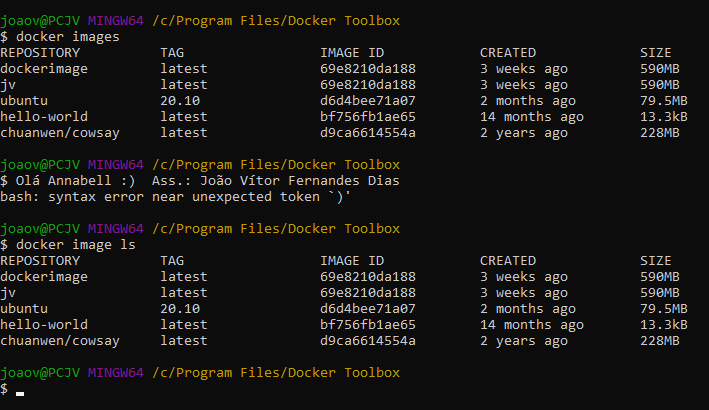 joaov@PCJV MINGW64 /c/Program Files/Docker Toolbox
$ docker images
REPOSITORY TAG IMAGE ID CREATED SIZE
dockerimage latest 69e8210da188 3 weeks ago 590MB
jv latest 69e8210da188 3 weeks ago 590MB
ubuntu 20.10 d6d4bee71a07 2 months ago 79.5MB
hello-world latest bf756fb1ae65 14 months ago 13.3kB
chuanwen/cowsay latest d9ca6614554a 2 years ago 228MB
joaov@PCJV MINGW64 /c/Program Files/Docker Toolbox
$ Olá Annabell :)  Ass.: João Vítor Fernandes Dias
bash: syntax error near unexpected token `)'
joaov@PCJV MINGW64 /c/Program Files/Docker Toolbox
$ docker image ls
REPOSITORY TAG IMAGE ID CREATED SIZE
dockerimage latest 69e8210da188 3 weeks ago 590MB
jv latest 69e8210da188 3 weeks ago 590MB
ubuntu 20.10 d6d4bee71a07 2 months ago 79.5MB
hello-world latest bf756fb1ae65 14 months ago 13.3kB
chuanwen/cowsay latest d9ca6614554a 2 years ago 228MB
joaov@PCJV MINGW64 /c/Program Files/Docker Toolbox
$